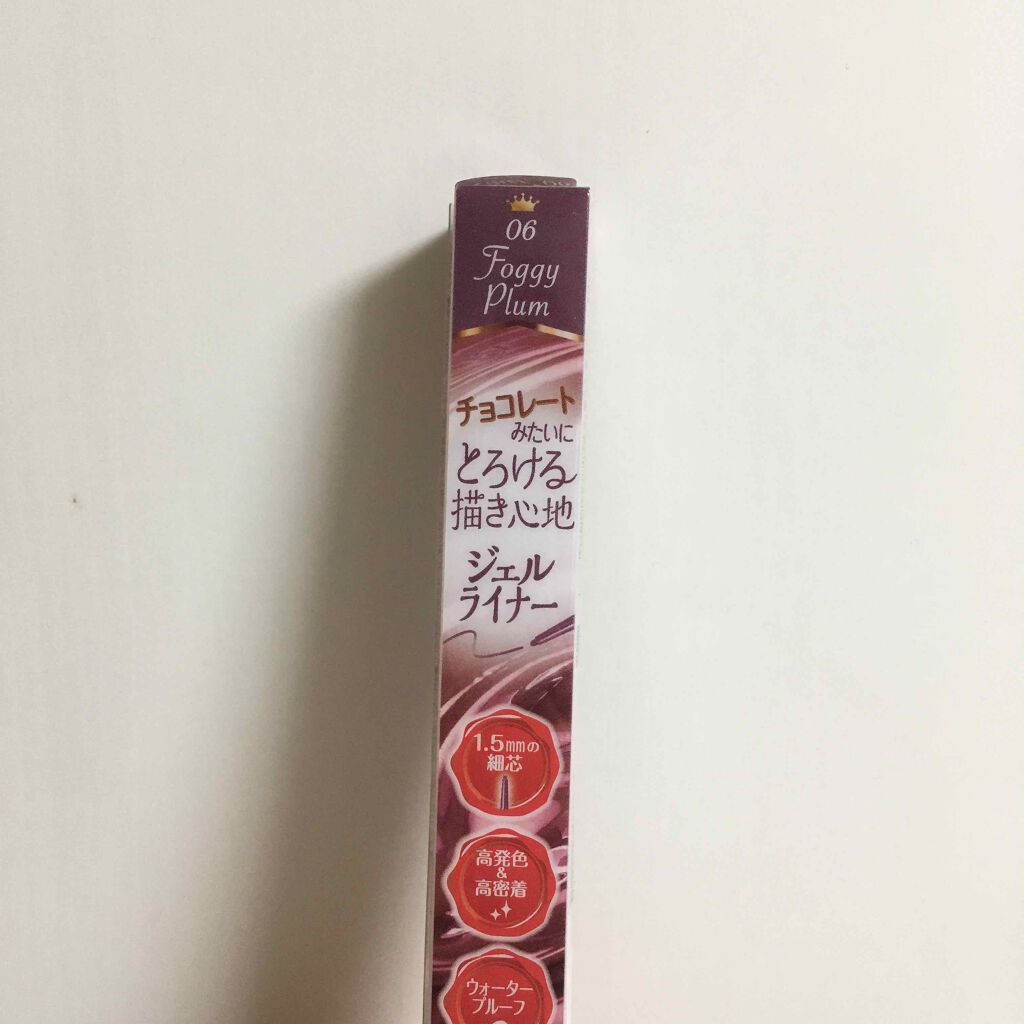 06
Foggy
Plum
チョコレート
みたいに
とろける
描き心地
ジェル
ライナー
1.5mmの
細芯
高発色
&
高密着
ウォーター
プルーフ